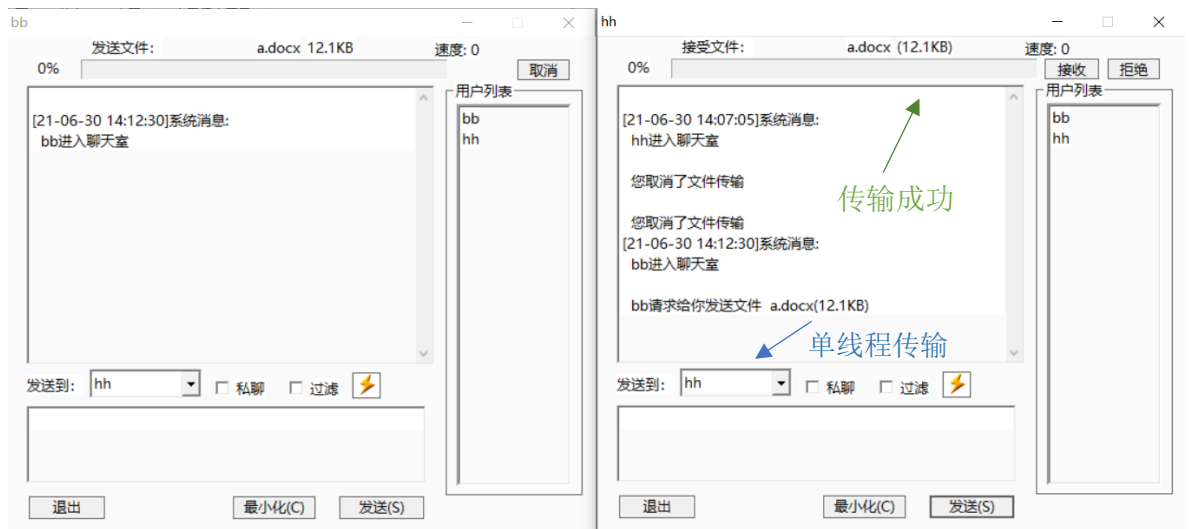 bb
发送文件: a.docx 12.1KB 速度: 0
0%
取消
用户列表
bb
hh
[21-06-30 14:12:30]系统消息:
bb进入聊天室
发送到: hh 私聊 过滤
退出 最小化(C) 发送(S)
hh
接受文件: a.docx (12.1KB) 速度: 0
0%
接收 拒绝
用户列表
bb
hh
[21-06-30 14:07:05]系统消息:
hh进入聊天室
您取消了文件传输
您取消了文件传输
[21-06-30 14:12:30]系统消息:
bb进入聊天室
bb请求给你发送文件 a.docx(12.1KB)
传输成功
单线程传输
发送到: hh 私聊 过滤
退出 最小化(C) 发送(S)